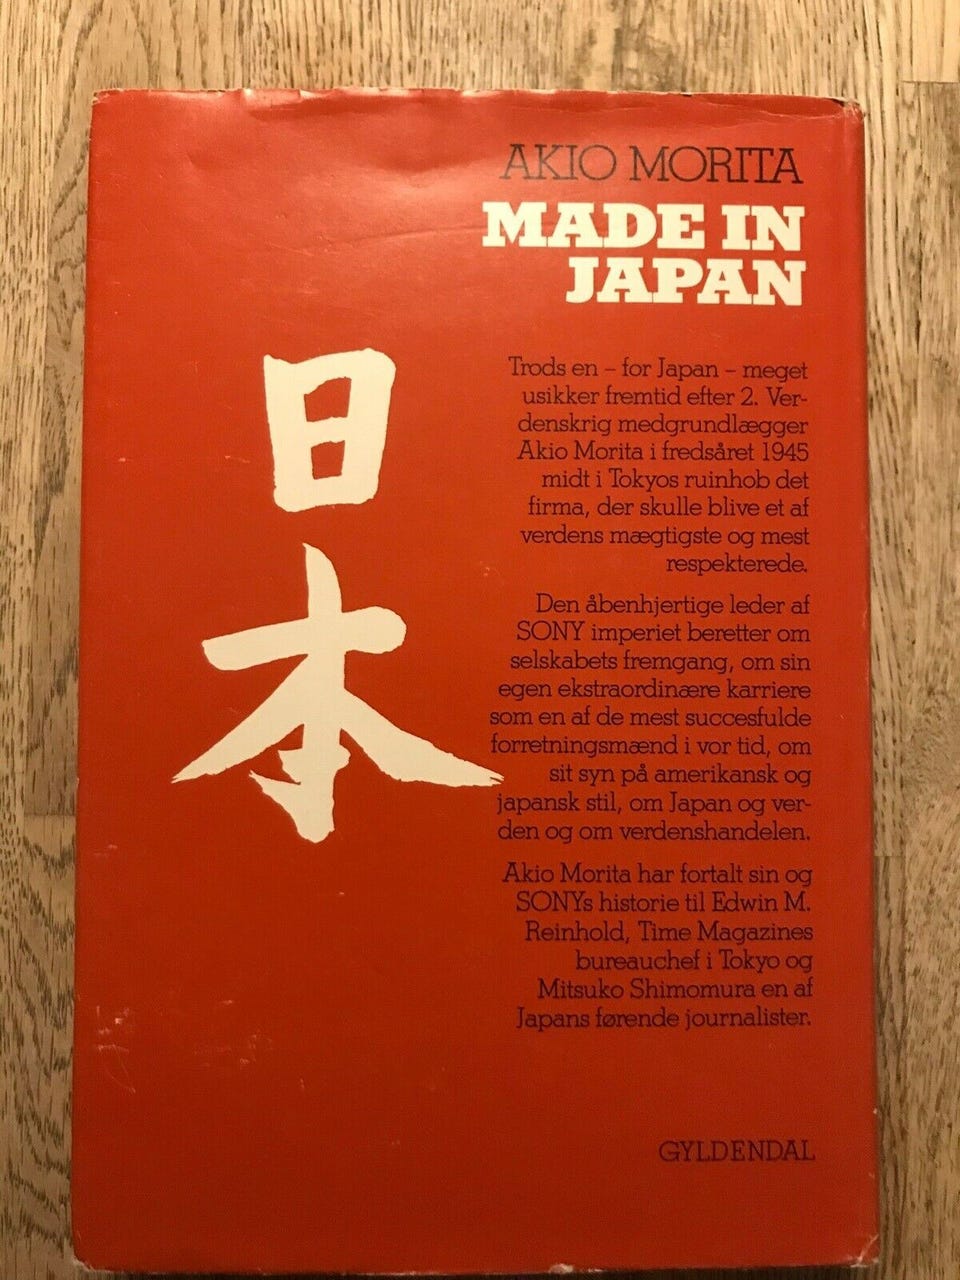 AKIO MORITA
MADE IN
JAPAN
日
本
Trods en – for Japan – meget
usikker fremtid efter 2. Ver-
denskrig medgrundlægger
Akio Morita i fredsåret 1945
midt i Tokyos ruinhob det
firma, der skulle blive et af
verdens mægtigste og mest
respekterede.
Den åbenhjertige leder af
SONY imperiet beretter om
selskabets fremgang, om sin
egen ekstraordinære karriere
som en af de mest succesfulde
forretningsmænd i vor tid, om
sit syn på amerikansk og
japansk stil, om Japan og ver-
den og om verdenshandelen.
Akio Morita har fortalt sin og
SONYs historie til Edwin M.
Reinhold, Time Magazines
bureauchef i Tokyo og
Mitsuko Shimomura en af
Japans førende journalister.
GYLDENDAL